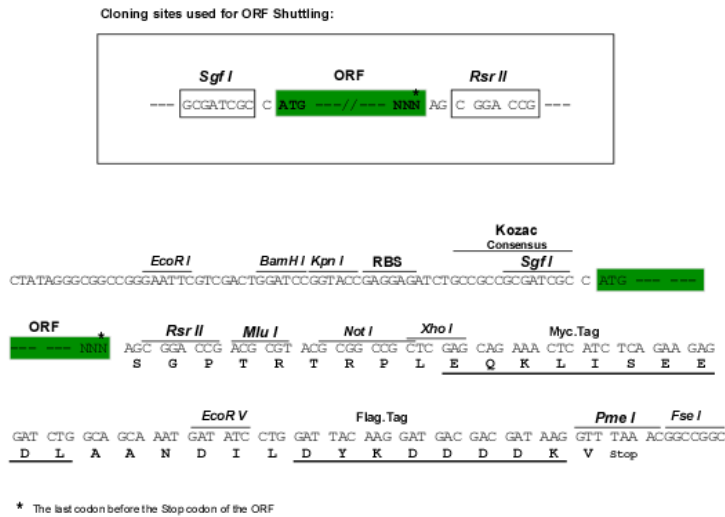 Cloning sites used for ORF Shuttling:
Sgf I ORF Rsr II
--- GCGATCGC C ATG ---//--- NNN * AG C GGA CCG ---
Kozac
Consensus
EcoR I BamH I Kpn I RBS Sgf I
CTATAGGGCGGCCGGGAATTCGTCGACTGGATCCGGTACCGAGGAGATCTGCCGCCGCGATCGC C ATG --- ---
ORF Rsr II Mlu I Not I Xho I Myc.Tag
--- --- NNN * AGC GGA CCG ACG CGT ACG CGG CCG CTC GAG CAG AAA CTC ATC TCA GAA GAG
S G P T R T R P L E Q K L I S E E
EcoR V Flag.Tag Pme I Fse I
GAT CTG GCA GCA AAT GAT ATC CTG GAT TAC AAG GAT GAC GAC GAT AAG GTT TAA ACGGCCGGC
D L A A N D I L D Y K D D D D K V Stop
* The last codon before the Stop codon of the ORF